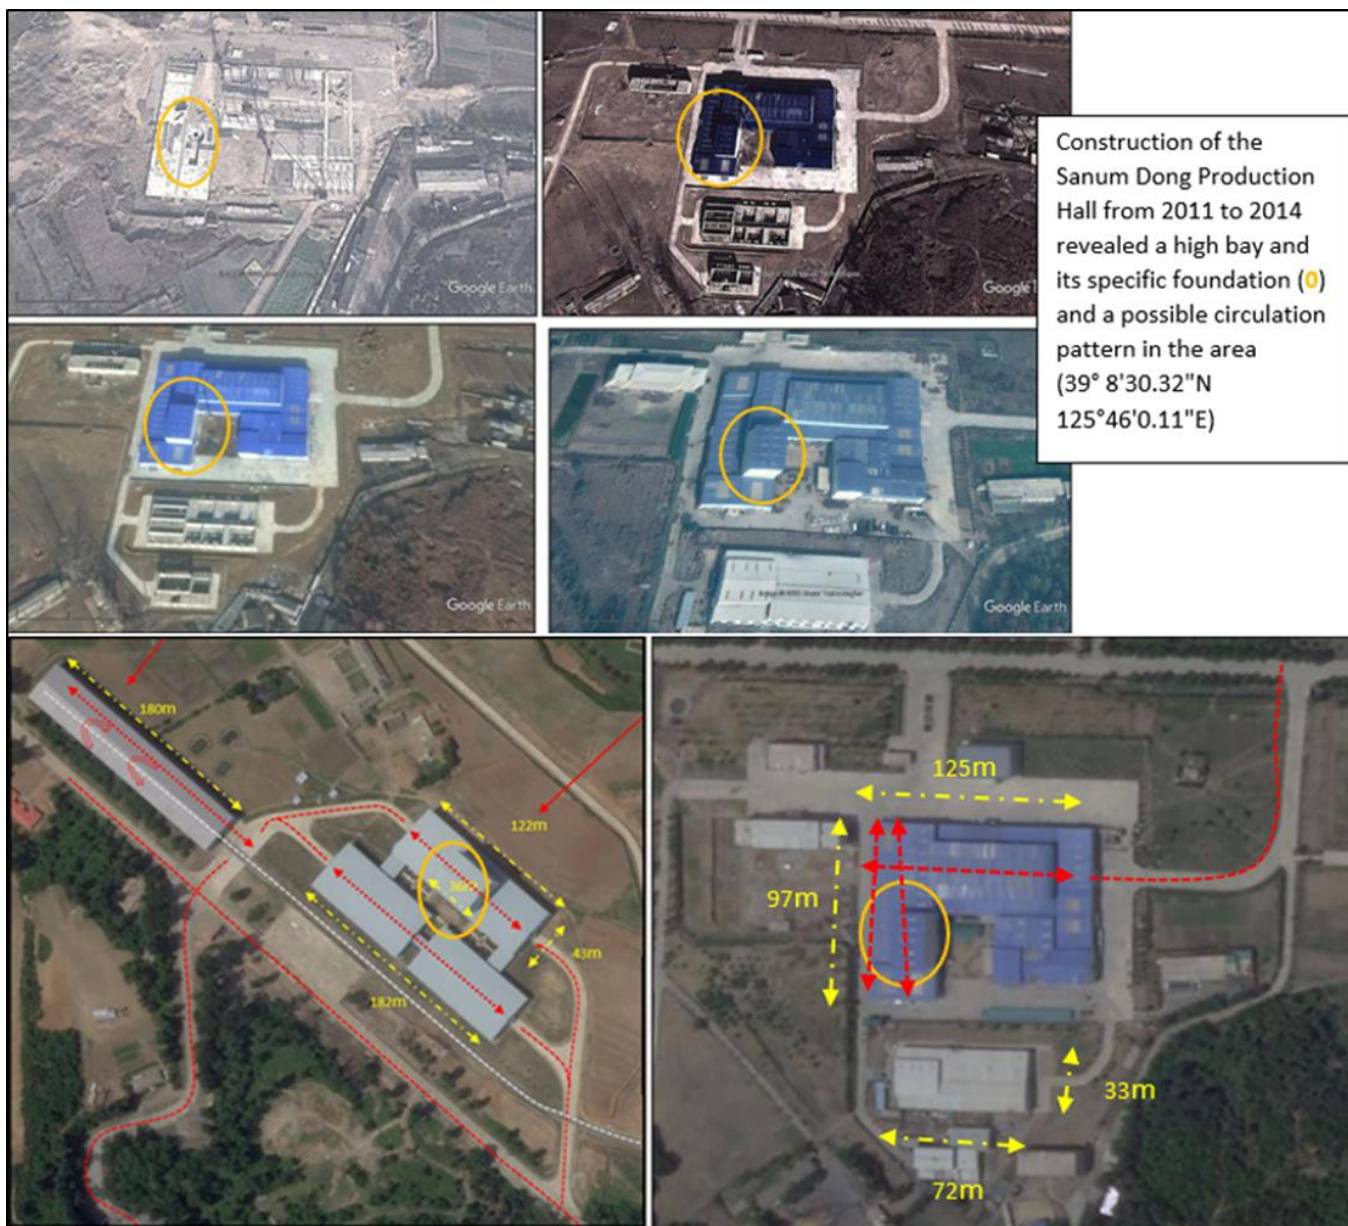 Google Earth
Construction of the
Sanum Dong Production
Hall from 2011 to 2014
revealed a high bay and
its specific foundation (0)
and a possible circulation
pattern in the area
(39° 8'30.32"N
125°46'0.11"E)
Google Earth
Google Earth
180m
122m
36m
43m
182m
125m
97m
33m
72m